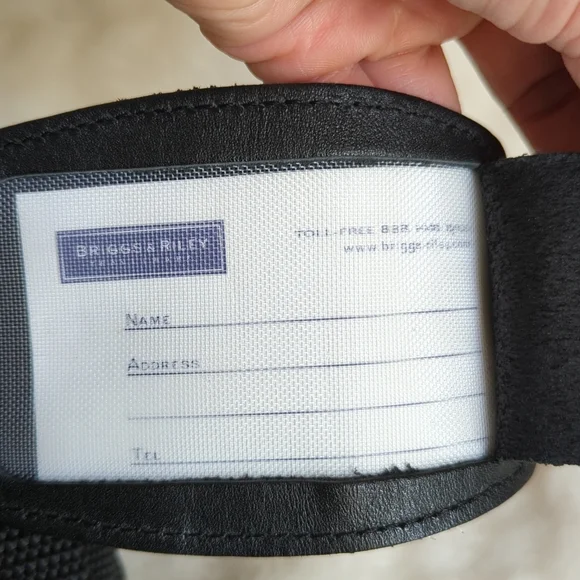 BRIGGS & RILEY
TOLL-FREE 888
www.briggs-riley.com
NAME
ADDRESS
TEL